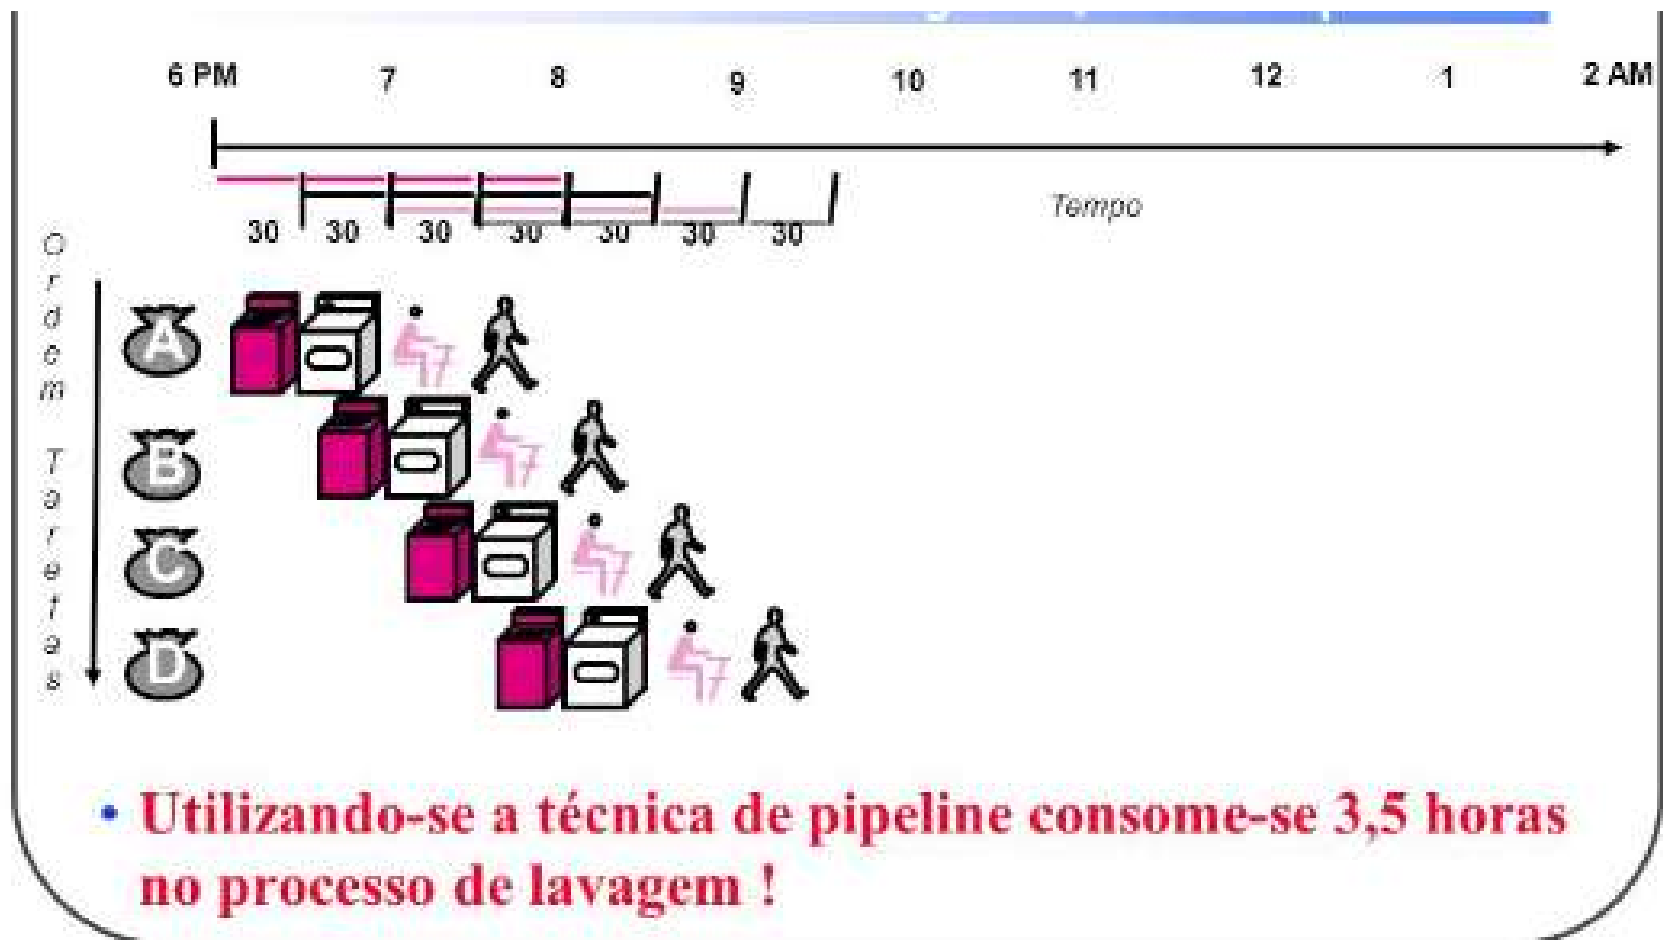 6 PM 7 8 9 10 11 12 1 2 AM
Tempo
30 30 30 30 30 30 30
Ordem Tarefas
A
B
C
D
• Utilizando-se a técnica de pipeline consome-se 3,5 horas
no processo de lavagem !